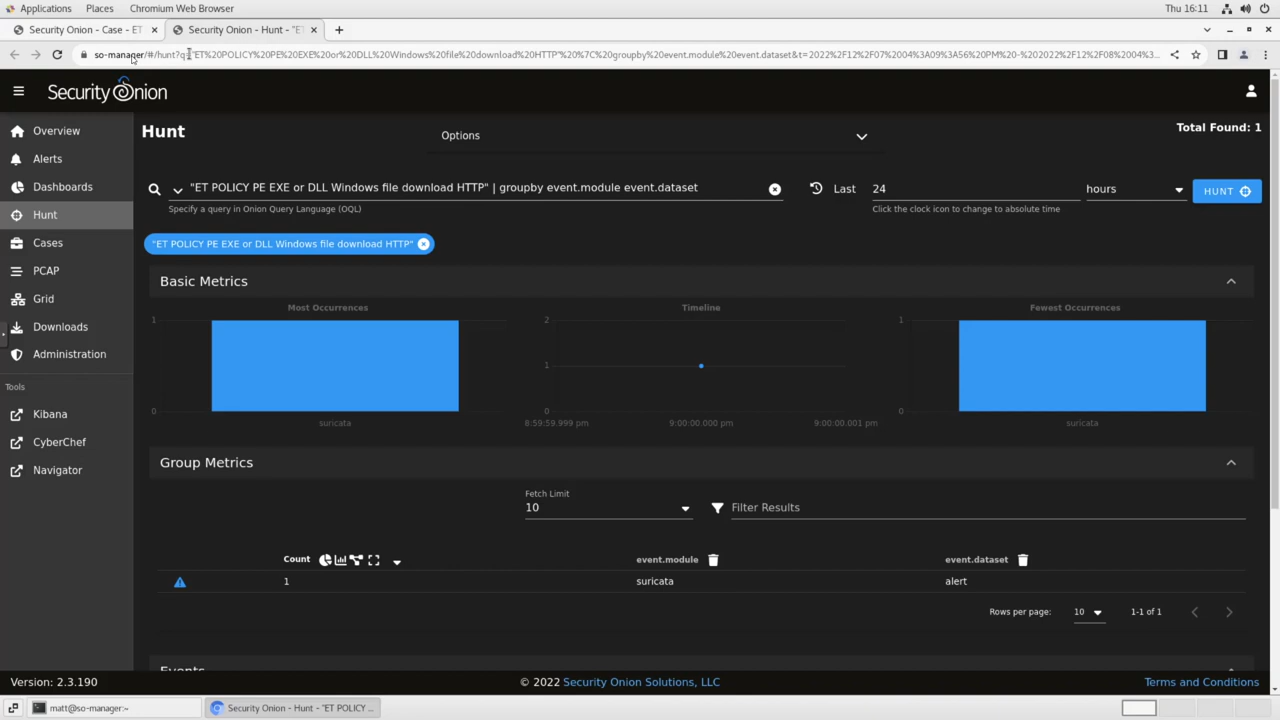 Applications Places Chromium Web Browser Thu 16:11
Security Onion - Case - ET Security Onion - Hunt - "ET
so-manager/#/hunt?q="ET%20POLICY%20PE%20EXE%20or%20DLL%20Windows%20file%20download%20HTTP"%20%7C%20groupby%20event.module%20event.dataset&t=2022%2F12%2F07%2004%3A09%3A56%20PM%20-%202022%2F12%2F08%2004%3...
Security Onion
Overview
Alerts
Dashboards
Hunt
Cases
PCAP
Grid
Downloads
Administration
Tools
Kibana
CyberChef
Navigator
Hunt
Options
Total Found: 1
"ET POLICY PE EXE or DLL Windows file download HTTP" | groupby event.module event.dataset
Last 24 hours HUNT
Specify a query in Onion Query Language (OQL) Click the clock icon to change to absolute time
"ET POLICY PE EXE or DLL Windows file download HTTP"
Basic Metrics
Most Occurrences Timeline Fewest Occurrences
1 2 1
1
0 0 0
suricata 8:59:59.999 pm 9:00:00.000 pm 9:00:00.001 pm suricata
Group Metrics
Fetch Limit
10 Filter Results
Count event.module event.dataset
1 suricata alert
Rows per page: 10 1-1 of 1
Events
Version: 2.3.190 © 2022 Security Onion Solutions, LLC Terms and Conditions
matt@so-manager:~ Security Onion - Hunt - "ET POLICY ...